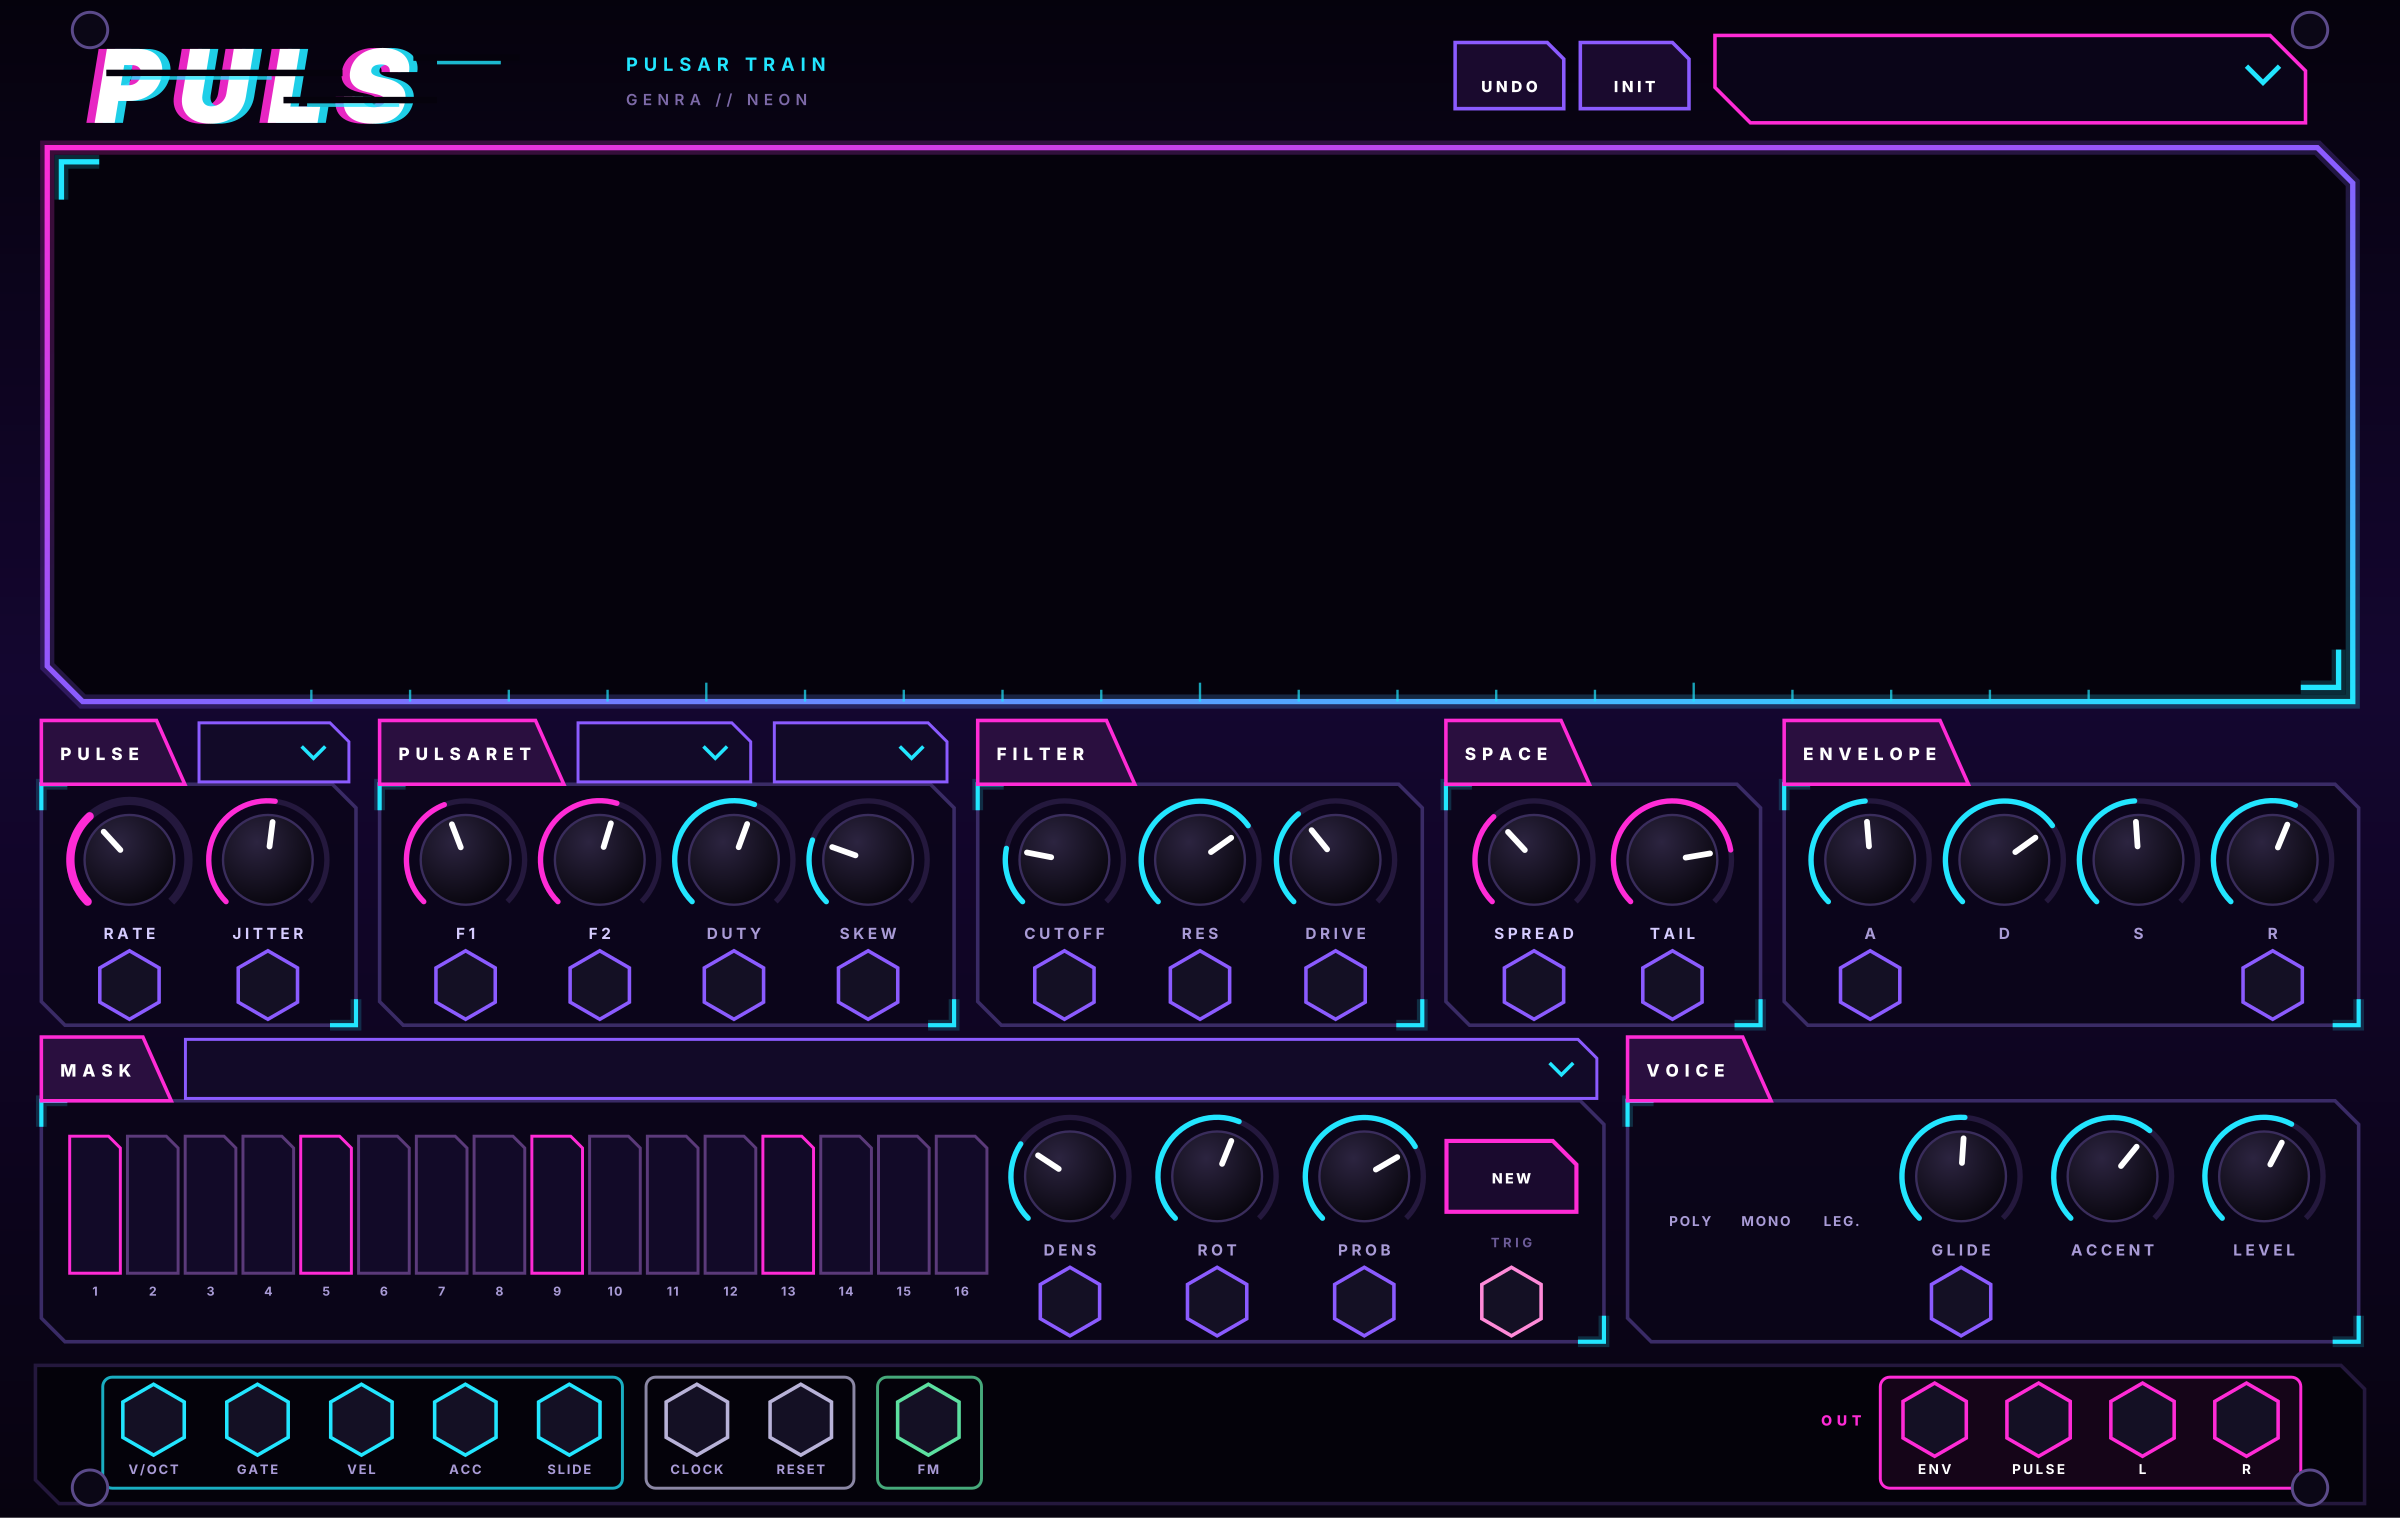 PULS
PULSAR TRAIN
GENRA // NEON
UNDO
INIT
PULSE
PULSARET
FILTER
SPACE
ENVELOPE
RATE
JITTER
F1
F2
DUTY
SKEW
CUTOFF
RES
DRIVE
SPREAD
TAIL
A
D
S
R
MASK
VOICE
NEW
TRIG
POLY
MONO
LEG.
DENS
ROT
PROB
GLIDE
ACCENT
LEVEL
1
2
3
4
5
6
7
8
9
10
11
12
13
14
15
16
OUT
V/OCT
GATE
VEL
ACC
SLIDE
CLOCK
RESET
FM
ENV
PULSE
L
R